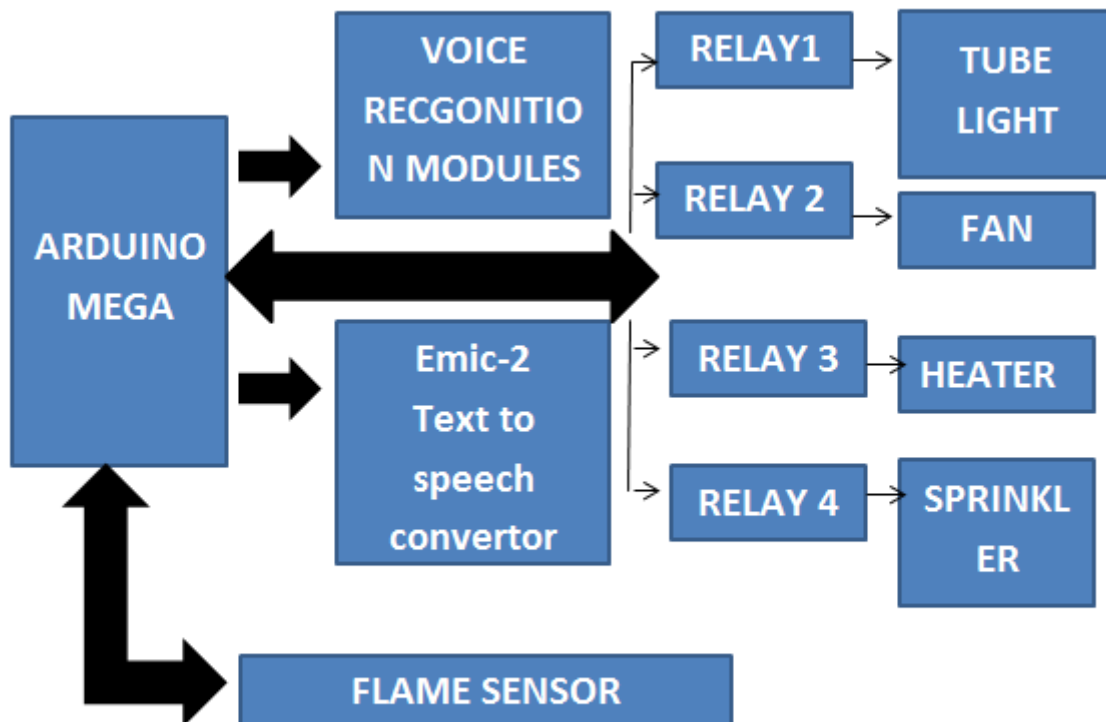 ARDUINO
MEGA
VOICE
RECGONITIO
N MODULES
Emic-2
Text to
speech
convertor
FLAME SENSOR
RELAY1
TUBE
LIGHT
RELAY 2
FAN
RELAY 3
HEATER
RELAY 4
SPRINKL
ER